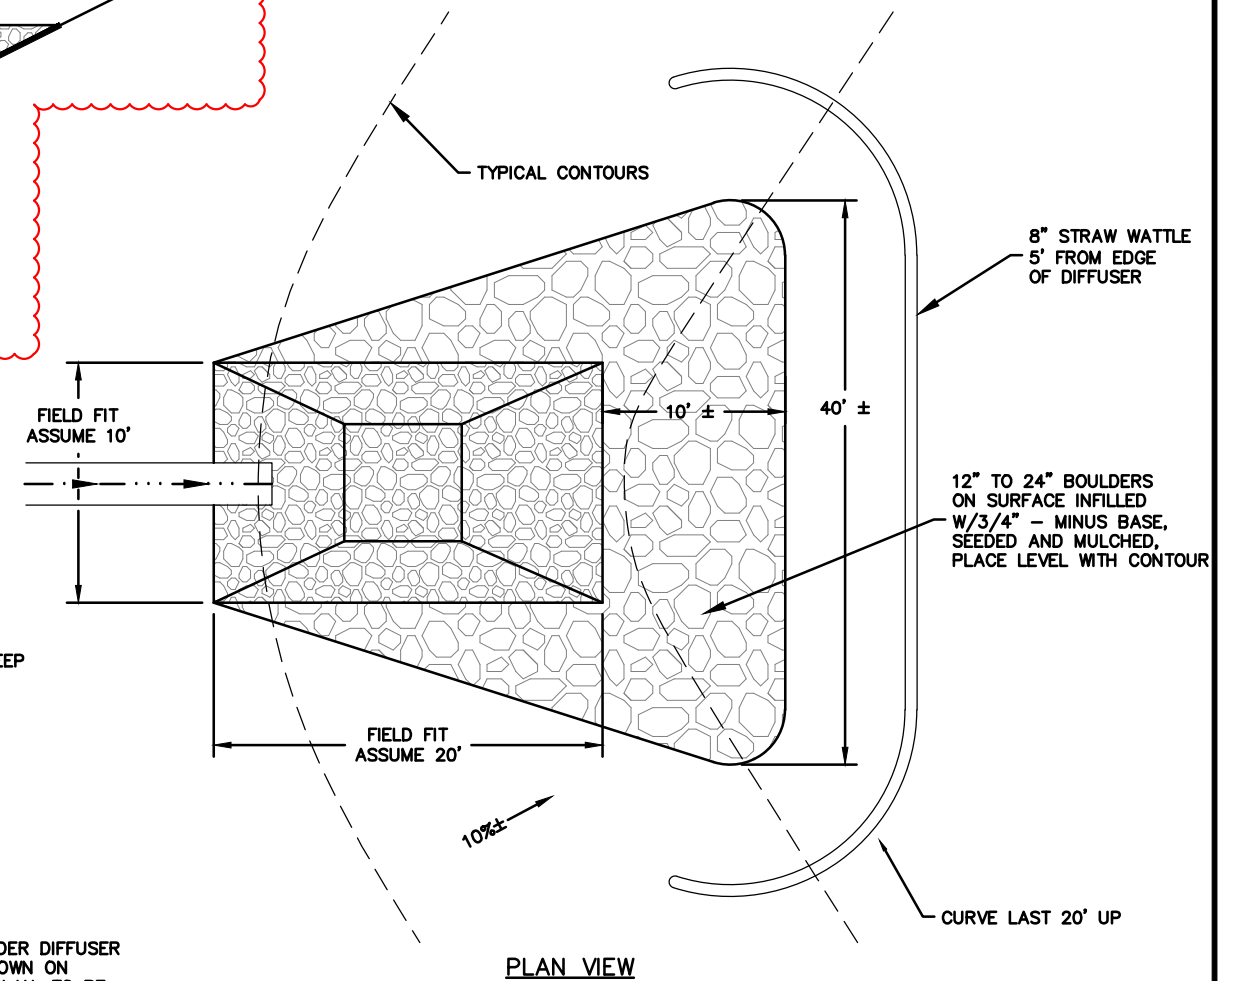 TYPICAL CONTOURS
8" STRAW WATTLE
5' FROM EDGE
OF DIFFUSER
FIELD FIT
ASSUME 10'
10' ±
40' ±
12" TO 24" BOULDERS
ON SURFACE INFILLED
W/3/4" – MINUS BASE,
SEEDED AND MULCHED,
PLACE LEVEL WITH CONTOUR
FIELD FIT
ASSUME 20'
10%±
CURVE LAST 20' UP
DIFFUSER
ON
PLAN VIEW